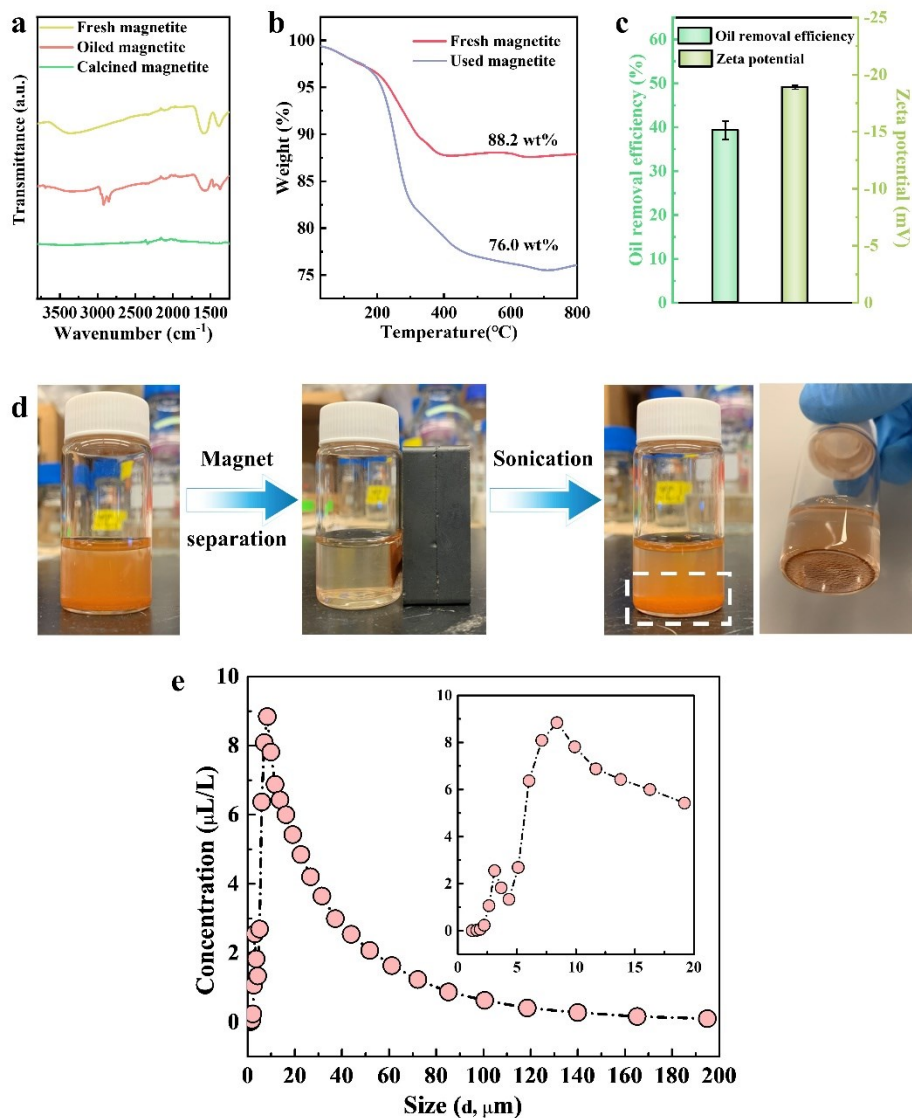 a
Fresh magnetite
Oiled magnetite
Calcined magnetite
Transmittance (a.u.)
3500 3000 2500 2000 1500
Wavenumber (cm-1)
b
Fresh magnetite
Used magnetite
88.2 wt%
76.0 wt%
Weight (%)
100
95
90
85
80
75
200 400 600 800
Temperature(°C)
c
Oil removal efficiency
Zeta potential
Oil removal efficiency (%)
60
50
40
30
20
10
0
-25
-20
-15
-10
-5
0
Zeta potential (mV)
d
Magnet
separation
Sonication
e
Concentration (μL/L)
10
8
6
4
2
0
0 20 40 60 80 100 120 140 160 180 200
Size (d, μm)
10
8
6
4
2
0
0 5 10 15 20